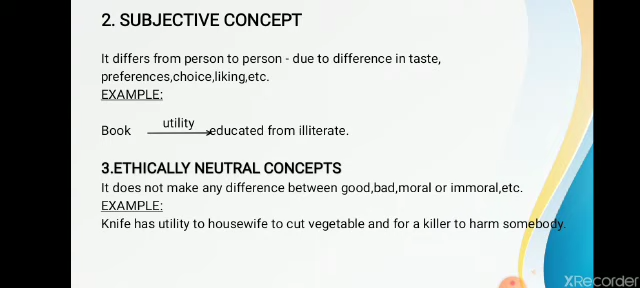 2. SUBJECTIVE CONCEPT
It differs from person to person - due to difference in taste,
preferences,choice,liking,etc.
EXAMPLE:
utility
Book educated from illiterate.
3.ETHICALLY NEUTRAL CONCEPTS
It does not make any difference between good,bad,moral or immoral,etc.
EXAMPLE:
Knife has utility to housewife to cut vegetable and for a killer to harm somebody.
XRecorder